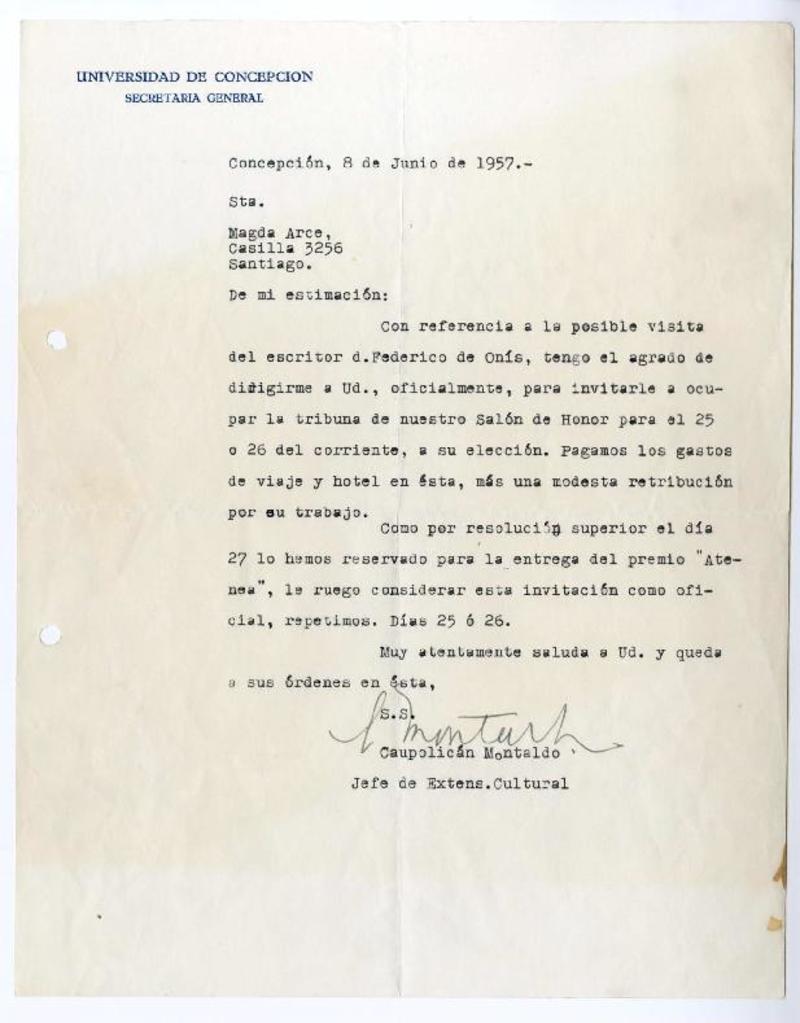 UNIVERSIDAD DE CONCEPCION
SECRETARIA GENERAL
Concepción, 8 de Junio de 1957.-
Sta.
Magda Arce,
Casilla 3256
Santiago.
De mi estimación:
Con referencia a la posible visita
del escritor d.Federico de Onís, tengo el agrado de
dirigirme a Ud., oficialmente, para invitarle a ocu-
par la tribuna de nuestro Salón de Honor para el 25
o 26 del corriente, a su elección. Pagamos los gastos
de viaje y hotel en ésta, más una modesta retribución
por su trabajo.
Como por resolución superior el día
27 lo hemos reservado para la entrega del premio "Ate-
nea", le ruego considerar esta invitación como ofi-
cial, repetimos. Días 25 ó 26.
Muy atentamente saluda a Ud. y queda
a sus órdenes en ésta,
S.S.
Caupolicán Montaldo
Jefe de Extens.Cultural